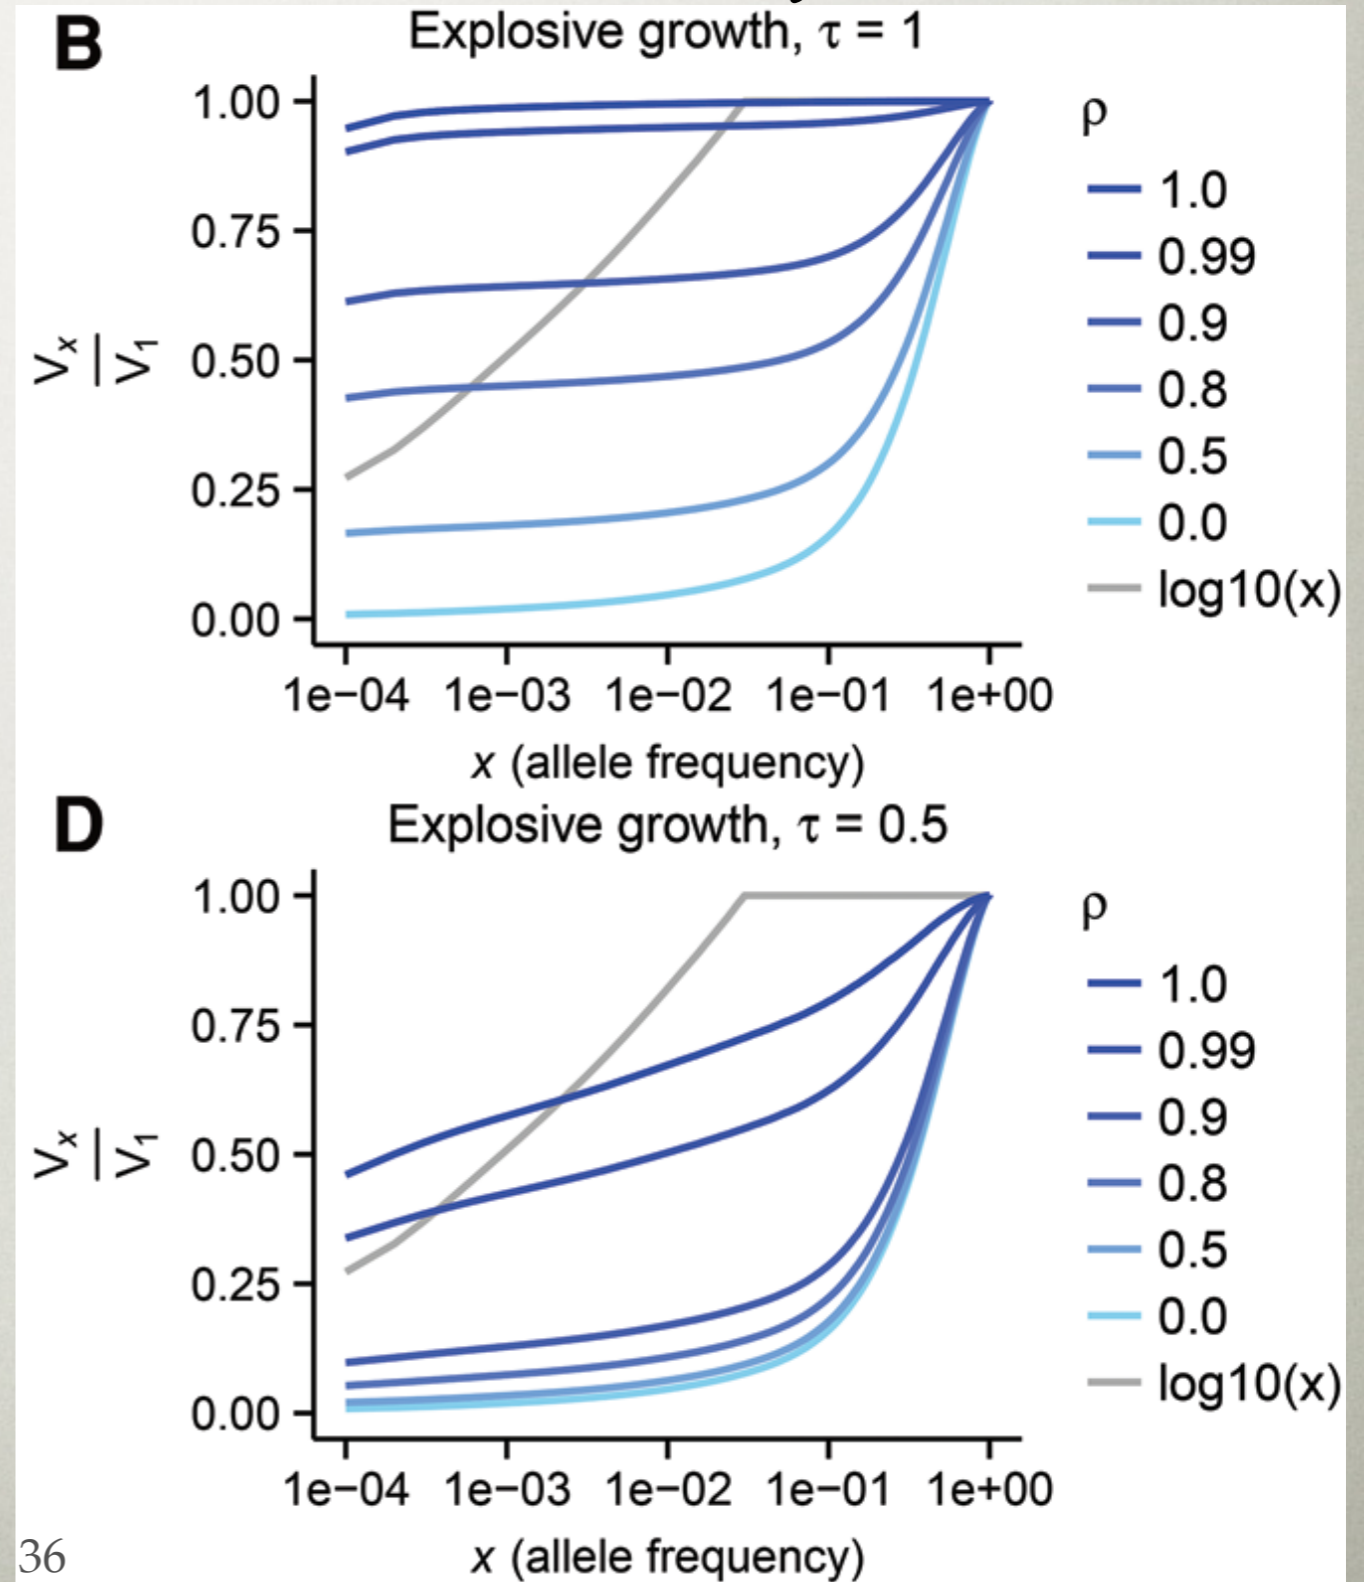 B
Explosive growth, τ = 1
1.00
0.75
0.50
0.25
0.00
Vx
V1
1e−04 1e−03 1e−02 1e−01 1e+00
x (allele frequency)
ρ
1.0
0.99
0.9
0.8
0.5
0.0
log10(x)
D
Explosive growth, τ = 0.5
1.00
0.75
0.50
0.25
0.00
Vx
V1
1e−04 1e−03 1e−02 1e−01 1e+00
x (allele frequency)
ρ
1.0
0.99
0.9
0.8
0.5
0.0
log10(x)
36